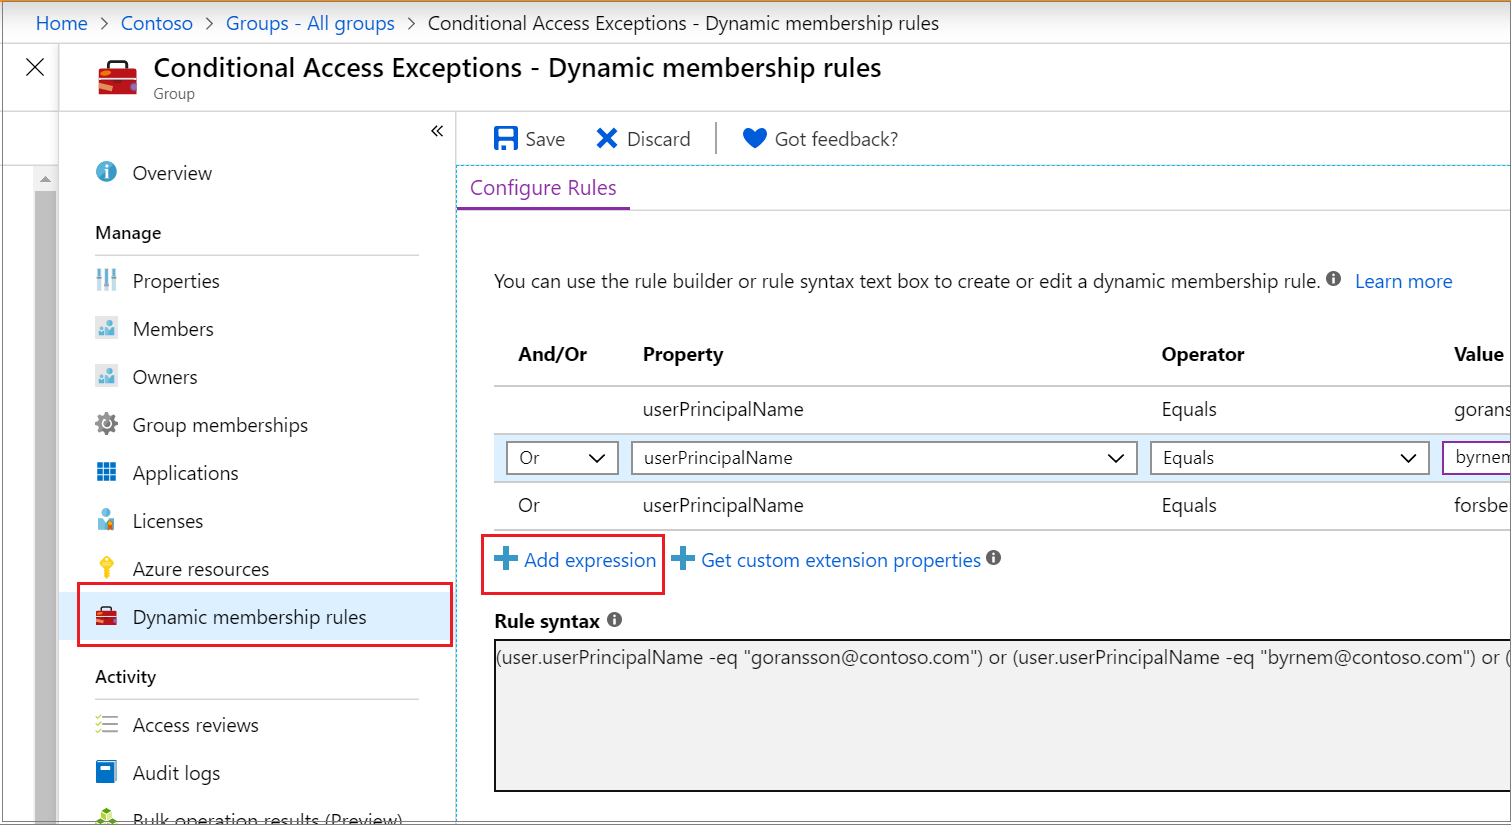 Home > Contoso > Groups - All groups > Conditional Access Exceptions - Dynamic membership rules
Conditional Access Exceptions - Dynamic membership rules
Group
«
Save Discard Got feedback?
Overview
Configure Rules
Manage
Properties
Members
Owners
Group memberships
Applications
Licenses
Azure resources
Dynamic membership rules
Activity
Access reviews
Audit logs
Bulk operation results (Preview)
You can use the rule builder or rule syntax text box to create or edit a dynamic membership rule. Learn more
And/Or Property Operator Value
userPrincipalName Equals gorans
Or userPrincipalName Equals byrnem
Or userPrincipalName Equals forsbe
Add expression Get custom extension properties
Rule syntax
(user.userPrincipalName -eq "goransson@contoso.com") or (user.userPrincipalName -eq "byrnem@contoso.com") or (